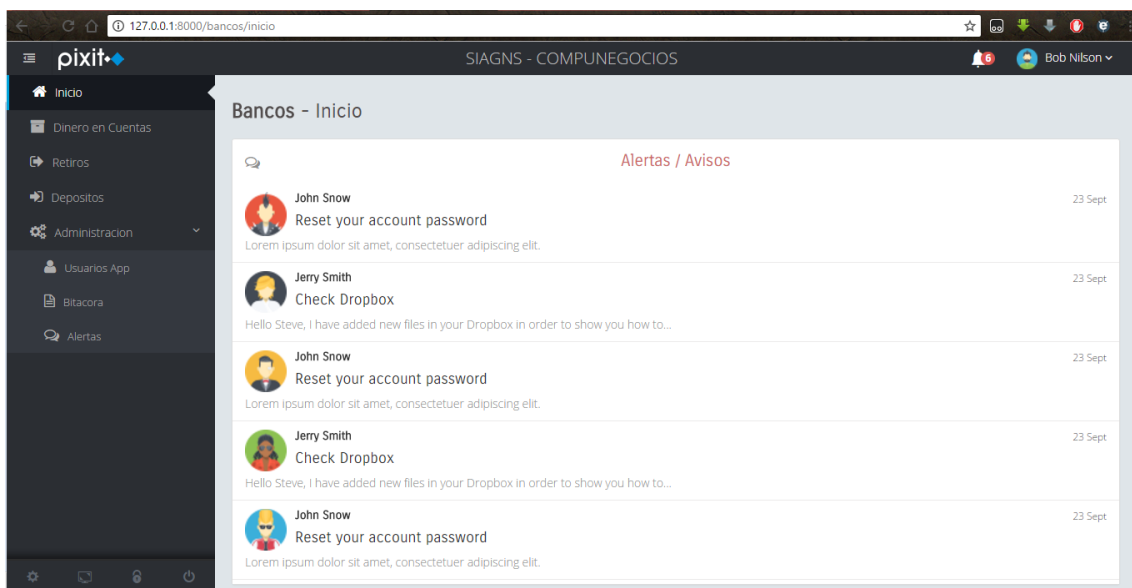 127.0.0.1:8000/bancos/inicio
pixit
SIAGNS - COMPUNEGOCIOS
6
Bob Nilson
Inicio
Dinero en Cuentas
Retiros
Depositos
Administracion
Usuarios App
Bitacora
Alertas
Bancos - Inicio
Alertas / Avisos
John Snow
23 Sept
Reset your account password
Lorem ipsum dolor sit amet, consectetuer adipiscing elit.
Jerry Smith
23 Sept
Check Dropbox
Hello Steve, I have added new files in your Dropbox in order to show you how to...
John Snow
23 Sept
Reset your account password
Lorem ipsum dolor sit amet, consectetuer adipiscing elit.
Jerry Smith
23 Sept
Check Dropbox
Hello Steve, I have added new files in your Dropbox in order to show you how to...
John Snow
23 Sept
Reset your account password
Lorem ipsum dolor sit amet, consectetuer adipiscing elit.